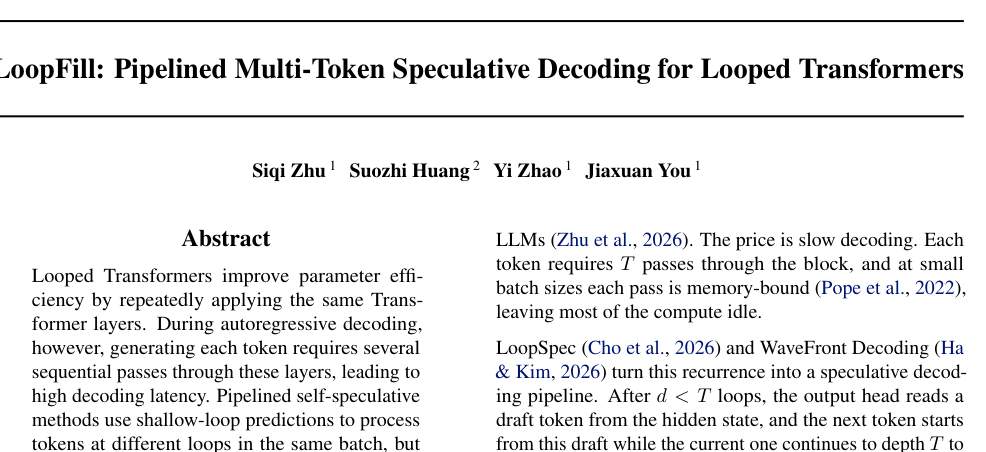 LoopFill: Pipelined Multi-Token Speculative Decoding for Looped Transformers
Siqi Zhu 1 Suozhi Huang 2 Yi Zhao 1 Jiaxuan You 1
Abstract
Looped Transformers improve parameter effi-
ciency by repeatedly applying the same Trans-
former layers. During autoregressive decoding,
however, generating each token requires several
sequential passes through these layers, leading to
high decoding latency. Pipelined self-speculative
methods use shallow-loop predictions to process
tokens at different loops in the same batch, but
LLMs (Zhu et al., 2026). The price is slow decoding. Each
token requires T passes through the block, and at small
batch sizes each pass is memory-bound (Pope et al., 2022),
leaving most of the compute idle.
LoopSpec (Cho et al., 2026) and WaveFront Decoding (Ha
& Kim, 2026) turn this recurrence into a speculative decod-
ing pipeline. After d < T loops, the output head reads a
draft token from the hidden state, and the next token starts
from this draft while the current one continues to depth T to